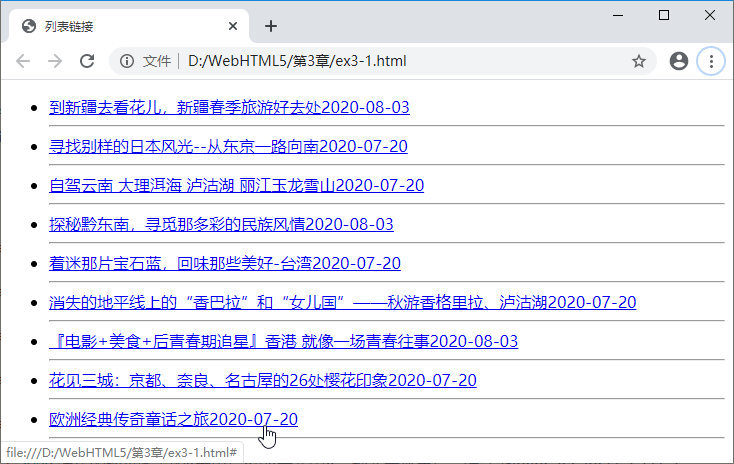 列表链接
文件 D:/WebHTML5/第3章/ex3-1.html
到新疆去看花儿，新疆春季旅游好去处2020-08-03
寻找别样的日本风光--从东京一路向南2020-07-20
自驾云南 大理洱海 泸沽湖 丽江玉龙雪山2020-07-20
探秘黔东南，寻觅那多彩的民族风情2020-08-03
着迷那片宝石蓝，回味那些美好-台湾2020-07-20
消失的地平线上的“香巴拉”和“女儿国”——秋游香格里拉、泸沽湖2020-07-20
『电影+美食+后青春期追星』香港 就像一场青春往事2020-08-03
花见三城：京都、奈良、名古屋的26处樱花印象2020-07-20
欧洲经典传奇童话之旅2020-07-20
file:///D:/WebHTML5/第3章/ex3-1.html#